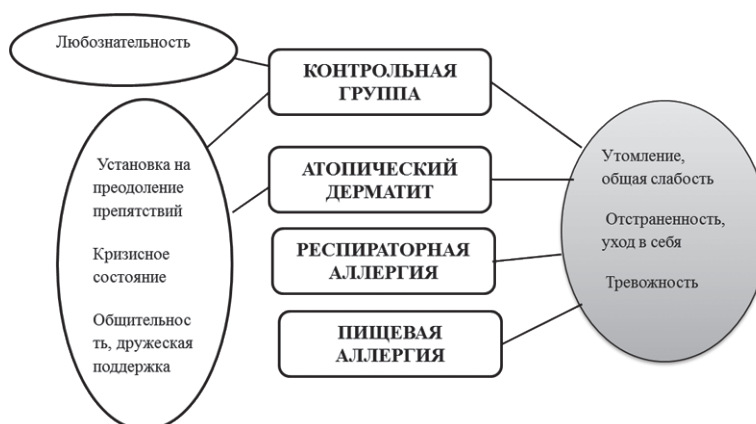 Любознательность
КОНТРОЛЬНАЯ
ГРУППА
Установка на
преодоление
препятствий
Кризисное
состояние
Общительнос
ть, дружеская
поддержка
АТОПИЧЕСКИЙ
ДЕРМАТИТ
РЕСПИРАТОРНАЯ
АЛЛЕРГИЯ
ПИЩЕВАЯ
АЛЛЕРГИЯ
Утомление,
общая слабость
Отстраненность,
уход в себя
Тревожность